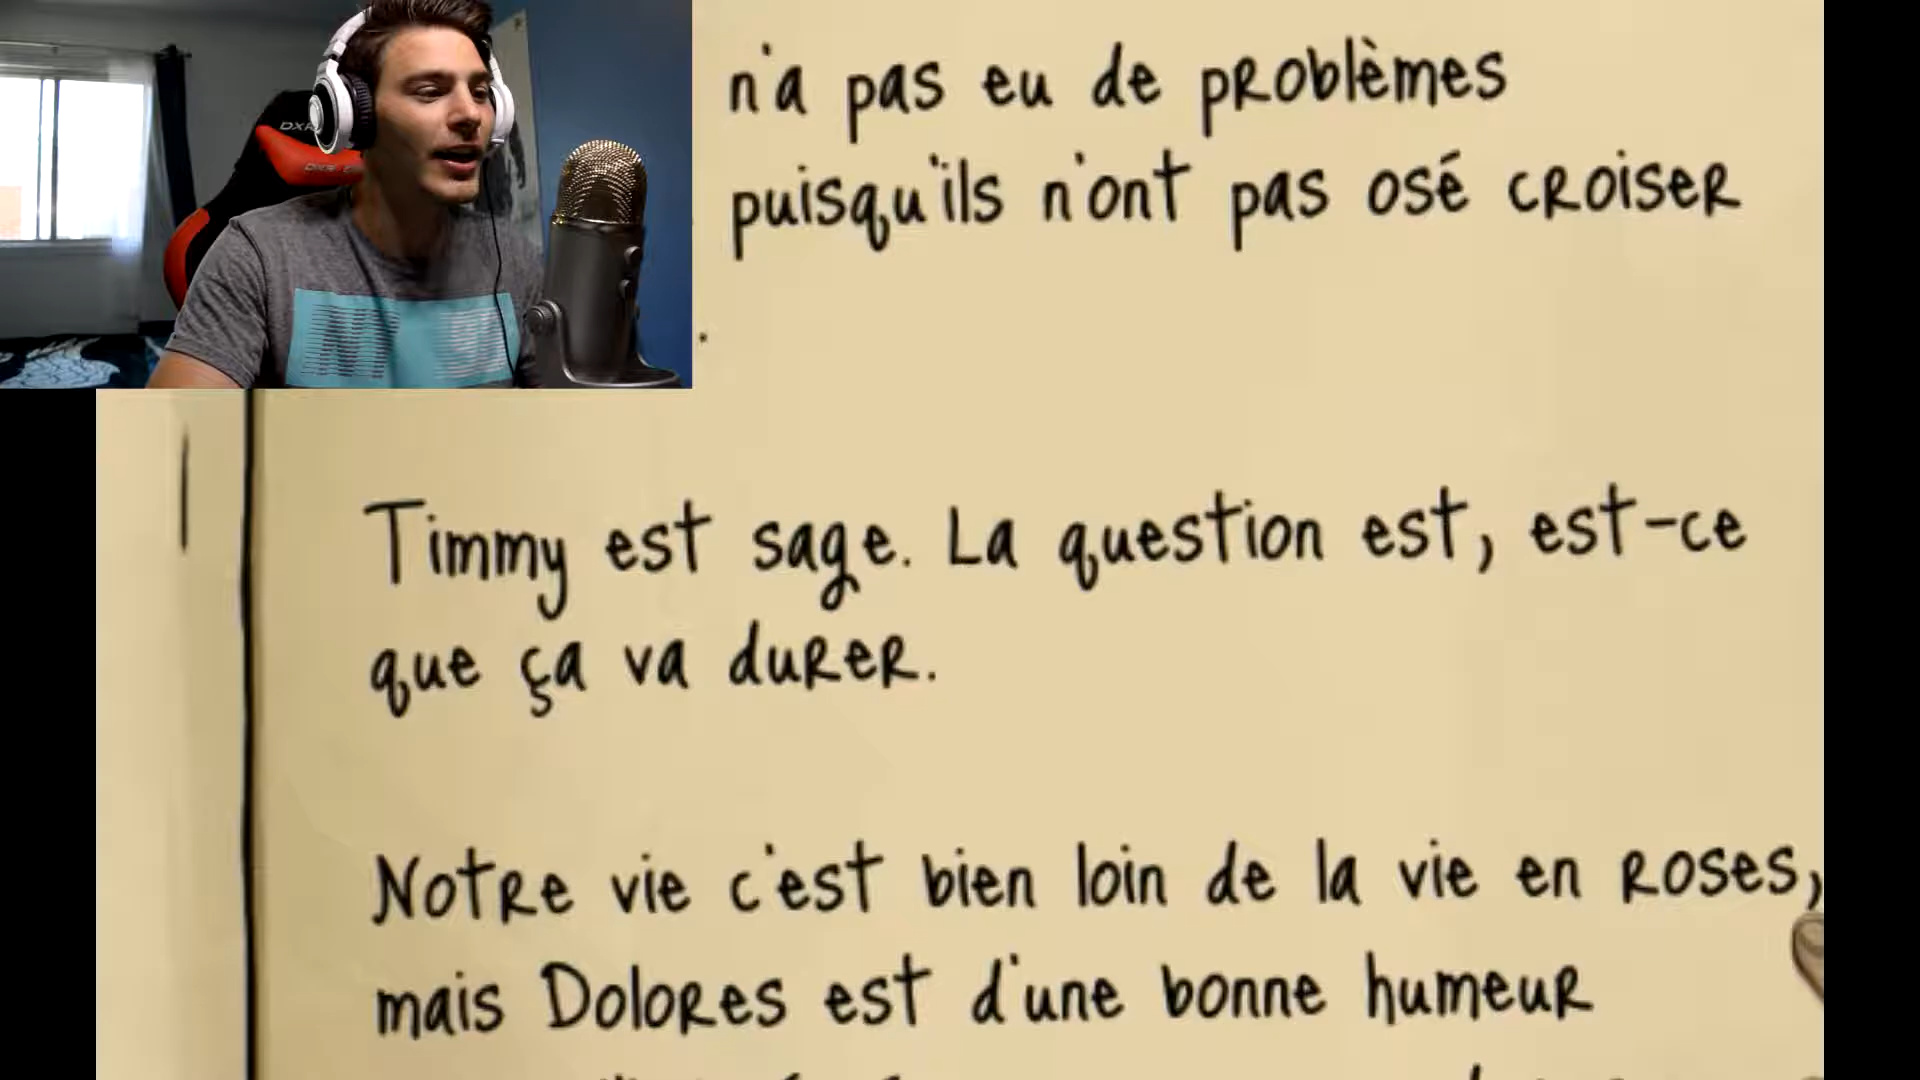 DXR
n'a pas eu de problèmes
puisqu'ils n'ont pas osé croiser
Timmy est sage. La question est, est-ce
que ça va durer.
Notre vie c'est bien loin de la vie en roses,
mais Dolores est d'une bonne humeur